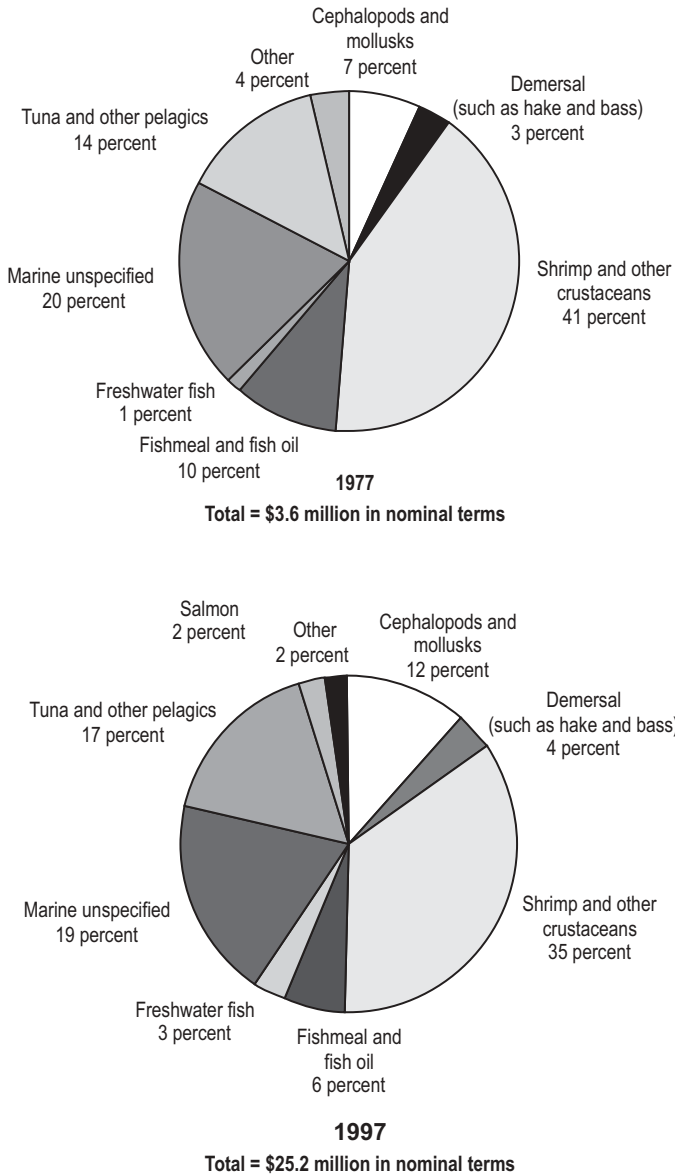 Cephalopods and
mollusks
7 percent
Other
4 percent
Demersal
(such as hake and bass)
3 percent
Tuna and other pelagics
14 percent
Shrimp and other
crustaceans
41 percent
Marine unspecified
20 percent
Freshwater fish
1 percent
Fishmeal and fish oil
10 percent
1977
Total = $3.6 million in nominal terms
Salmon
2 percent
Other
2 percent
Cephalopods and
mollusks
12 percent
Tuna and other pelagics
17 percent
Demersal
(such as hake and bass)
4 percent
Marine unspecified
19 percent
Shrimp and other
crustaceans
35 percent
Freshwater fish
3 percent
Fishmeal and
fish oil
6 percent
1997
Total = $25.2 million in nominal terms